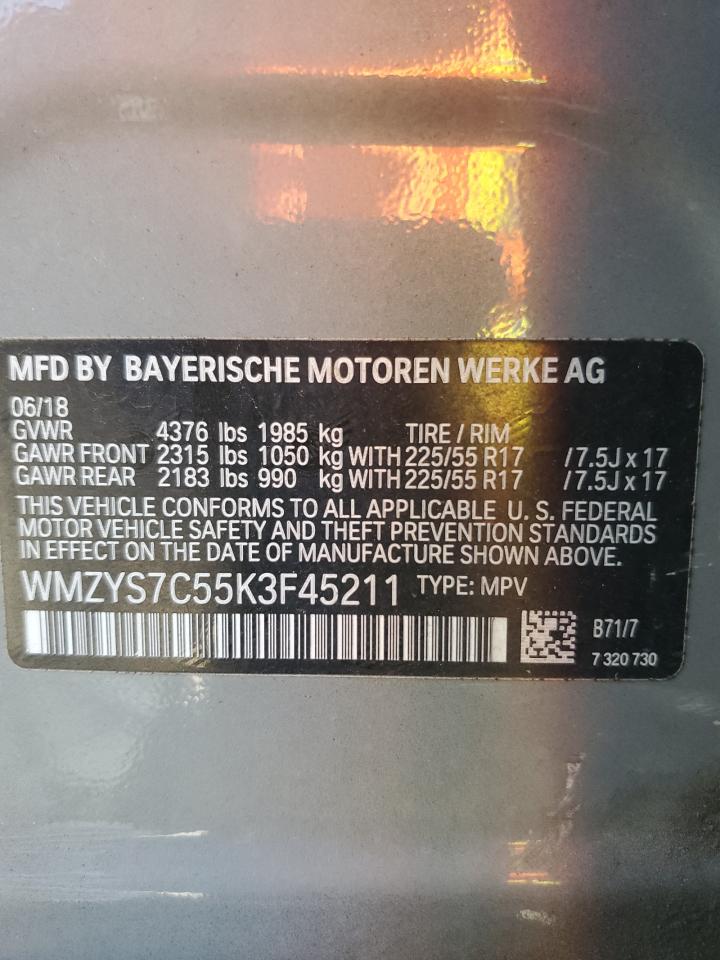 MFD BY BAYERISCHE MOTOREN WERKE AG
06/18
GVWR 4376 lbs 1985 kg TIRE / RIM
GAWR FRONT 2315 lbs 1050 kg WITH 225/55 R17 /7.5J x 17
GAWR REAR 2183 lbs 990 kg WITH 225/55 R17 /7.5J x 17
THIS VEHICLE CONFORMS TO ALL APPLICABLE U. S. FEDERAL
MOTOR VEHICLE SAFETY AND THEFT PREVENTION STANDARDS
IN EFFECT ON THE DATE OF MANUFACTURE SHOWN ABOVE.
WMZYS7C55K3F45211 TYPE: MPV
B71/7
7 320 730